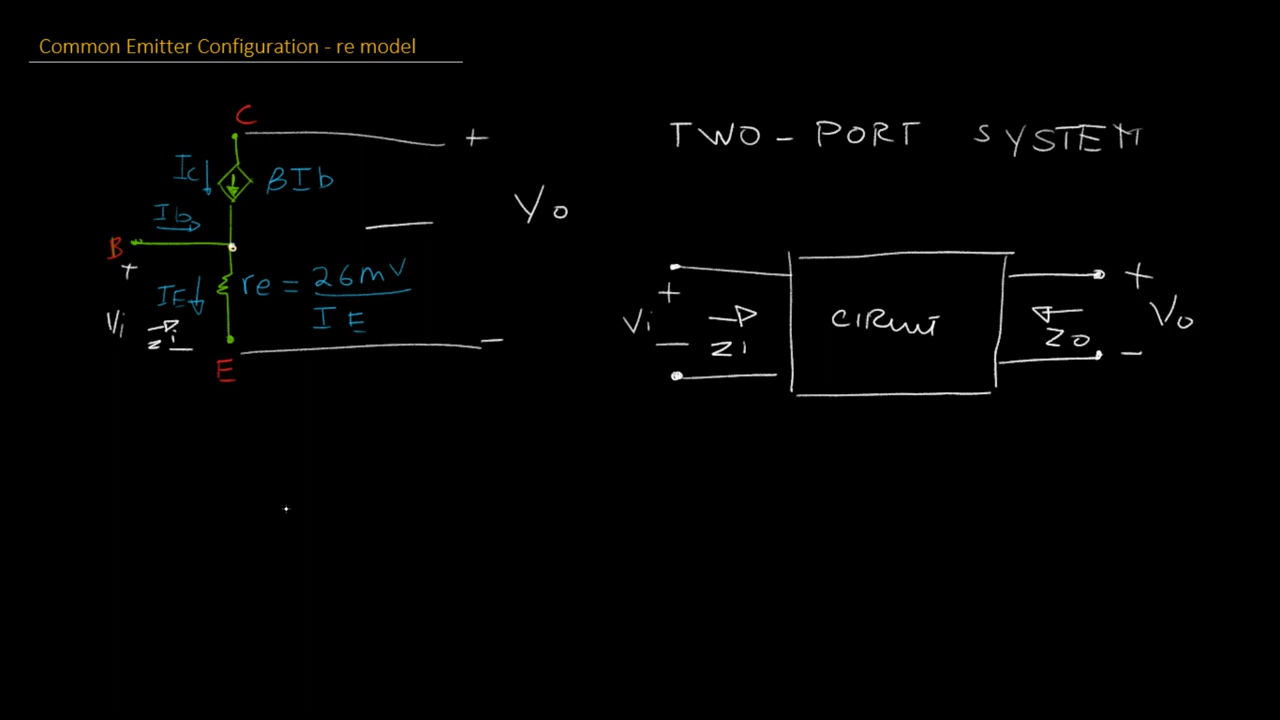 Common Emitter Configuration - re model
C
+
TWO-PORT SYSTEM
Ic
βIb
Ib
Vo
B
+
IE
re = 26mV
IE
Vi
Zi
-
E
-
+
Vi
-
Zi
CIRCUIT
Zo
+
Vo
-